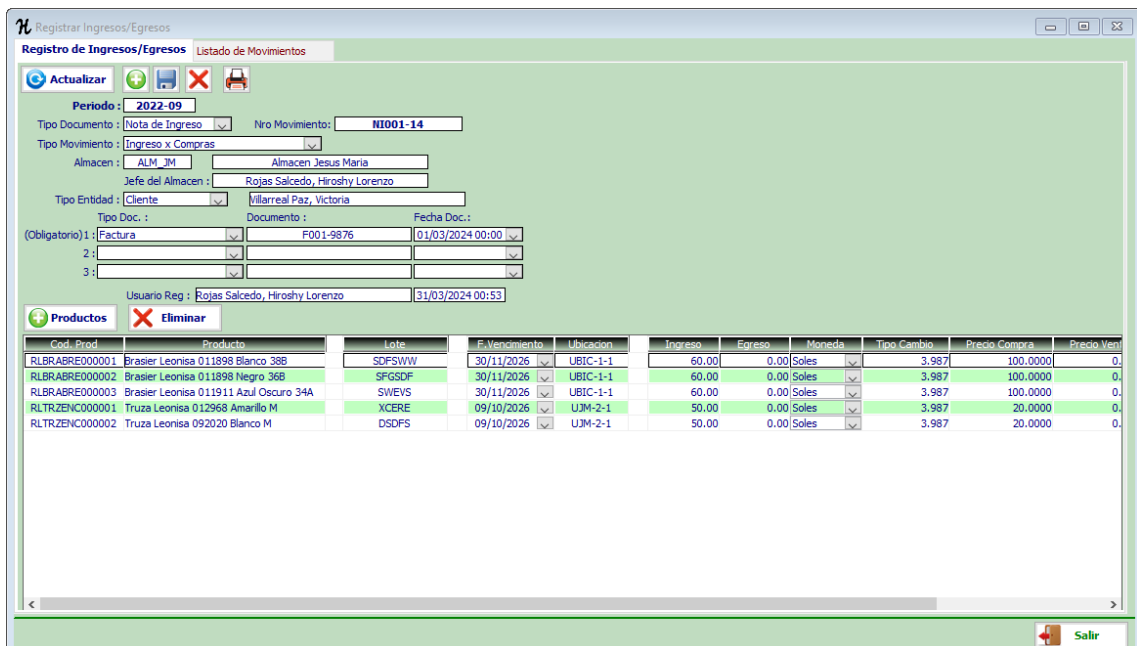 Registrar Ingresos/Egresos
Registro de Ingresos/Egresos Listado de Movimientos
Actualizar
Periodo : 2022-09
Tipo Documento : Nota de Ingreso Nro Movimiento: NI001-14
Tipo Movimiento : Ingreso x Compras
Almacen : ALM_JM Almacen Jesus Maria
Jefe del Almacen : Rojas Salcedo, Hiroshy Lorenzo
Tipo Entidad : Cliente Villarreal Paz, Victoria
Tipo Doc. : Documento : Fecha Doc.:
(Obligatorio)1 : Factura F001-9876 01/03/2024 00:00
2 :
3 :
Usuario Reg : Rojas Salcedo, Hiroshy Lorenzo 31/03/2024 00:53
Productos Eliminar
Cod. Prod Producto Lote F.Vencimiento Ubicacion Ingreso Egreso Moneda Tipo Cambio Precio Compra Precio Ven
RLBRABRE000001 Brasier Leonisa 011898 Blanco 38B SDFSWW 30/11/2026 UBIC-1-1 60.00 0.00 Soles 3.987 100.0000 0.
RLBRABRE000002 Brasier Leonisa 011898 Negro 36B SFGSDF 30/11/2026 UBIC-1-1 60.00 0.00 Soles 3.987 100.0000 0.
RLBRABRE000003 Brasier Leonisa 011911 Azul Oscuro 34A SWEVS 30/11/2026 UBIC-1-1 60.00 0.00 Soles 3.987 100.0000 0.
RLTRZENC000001 Truza Leonisa 012968 Amarillo M XCERE 09/10/2026 UJM-2-1 50.00 0.00 Soles 3.987 20.0000 0.
RLTRZENC000002 Truza Leonisa 092020 Blanco M DSDFS 09/10/2026 UJM-2-1 50.00 0.00 Soles 3.987 20.0000 0.
Salir